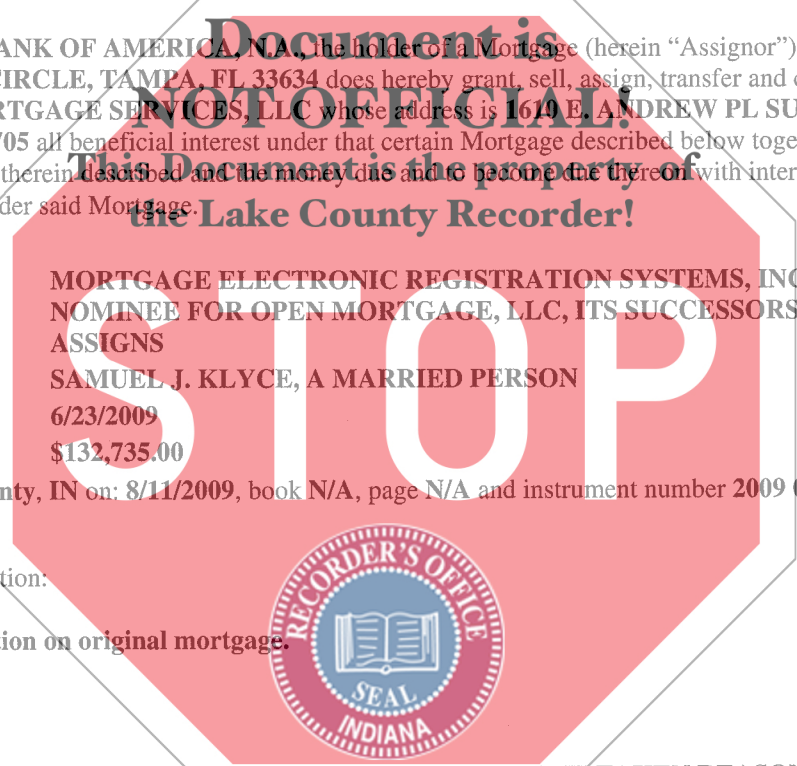 Document is
ANK OF AMERICA, N.A., the holder of a Mortgage (herein “Assignor”)
CIRCLE, TAMPA, FL 33634 does hereby grant, sell, assign, transfer and
NOT OFFICIAL!
RTGAGE SERVICES, LLC whose address is 1610 E. ANDREW PL SU
705 all beneficial interest under that certain Mortgage described below toge
This Document is the property of
therein described and the money due and to become due thereon with inter
the Lake County Recorder!
der said Mortgage.
MORTGAGE ELECTRONIC REGISTRATION SYSTEMS, INC
NOMINEE FOR OPEN MORTGAGE, LLC, ITS SUCCESSORS
ASSIGNS
STOP
SAMUEL J. KLYCE, A MARRIED PERSON
6/23/2009
$132,735.00
nty, IN on: 8/11/2009, book N/A, page N/A and instrument number 2009
tion:
RECORDER'S OFFICE
tion on original mortgage.
SEAL
INDIANA